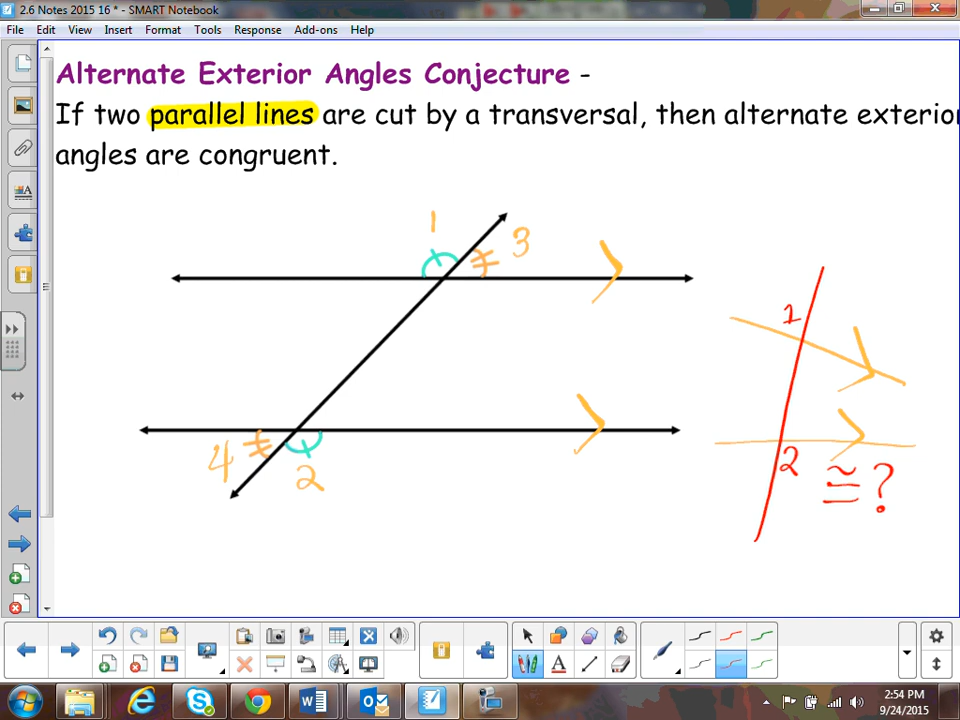 2.6 Notes 2015 16 * - SMART Notebook
File Edit View Insert Format Tools Response Add-ons Help
Alternate Exterior Angles Conjecture -
If two parallel lines are cut by a transversal, then alternate exterior
angles are congruent.
1
3
1
4
2
2
≅ ?
2:54 PM
9/24/2015